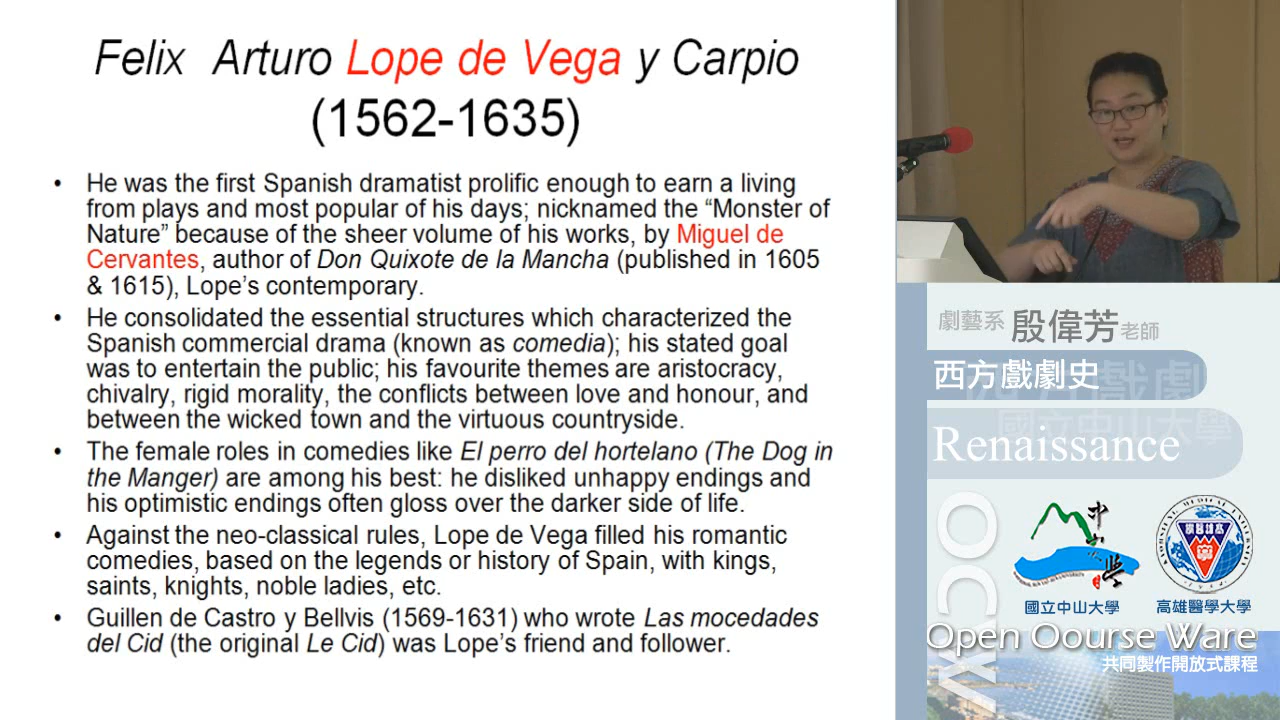 Felix Arturo Lope de Vega y Carpio
(1562-1635)
• He was the first Spanish dramatist prolific enough to earn a living
from plays and most popular of his days; nicknamed the “Monster of
Nature” because of the sheer volume of his works, by Miguel de
Cervantes, author of Don Quixote de la Mancha (published in 1605
& 1615), Lope’s contemporary.
• He consolidated the essential structures which characterized the
Spanish commercial drama (known as comedia); his stated goal
was to entertain the public; his favourite themes are aristocracy,
chivalry, rigid morality, the conflicts between love and honour, and
between the wicked town and the virtuous countryside.
• The female roles in comedies like El perro del hortelano (The Dog in
the Manger) are among his best: he disliked unhappy endings and
his optimistic endings often gloss over the darker side of life.
• Against the neo-classical rules, Lope de Vega filled his romantic
comedies, based on the legends or history of Spain, with kings,
saints, knights, noble ladies, etc.
• Guillen de Castro y Bellvis (1569-1631) who wrote Las mocedades
del Cid (the original Le Cid) was Lope’s friend and follower.
劇藝系 殷偉芳老師
西方戲劇史
國立中山大學
Renaissance
OCW
中山大學
國立中山大學
高雄醫學大學
Open Oourse Ware
共同製作開放式課程